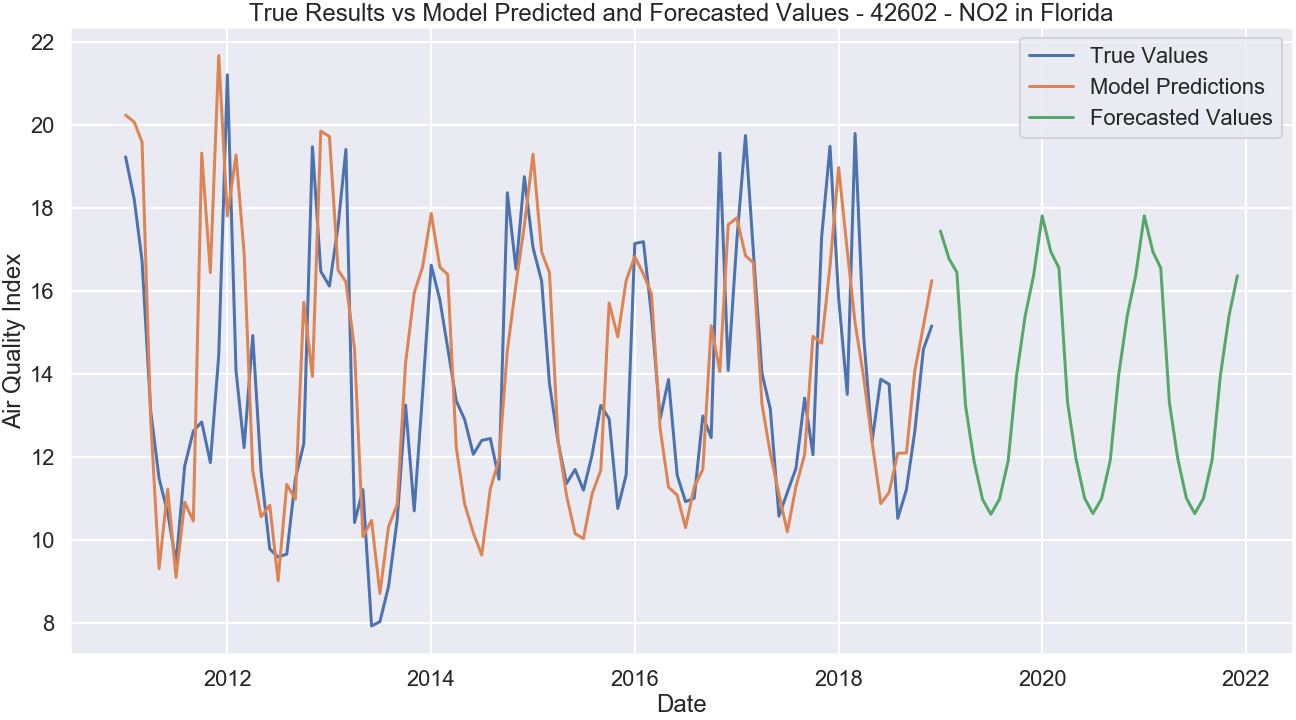 True Results vs Model Predicted and Forecasted Values - 42602 - NO2 in Florida
True Values
Model Predictions
Forecasted Values
Air Quality Index
22
20
18
16
14
12
10
8
2012 2014 2016 2018 2020 2022
Date